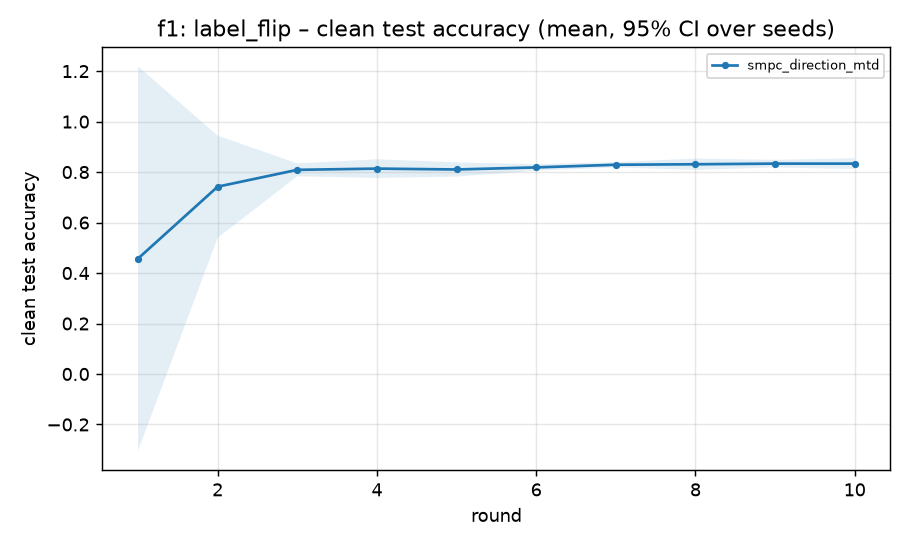 f1: label_flip – clean test accuracy (mean, 95% CI over seeds)
smpc_direction_mtd
clean test accuracy
1.2
1.0
0.8
0.6
0.4
0.2
0.0
−0.2
2 4 6 8 10
round